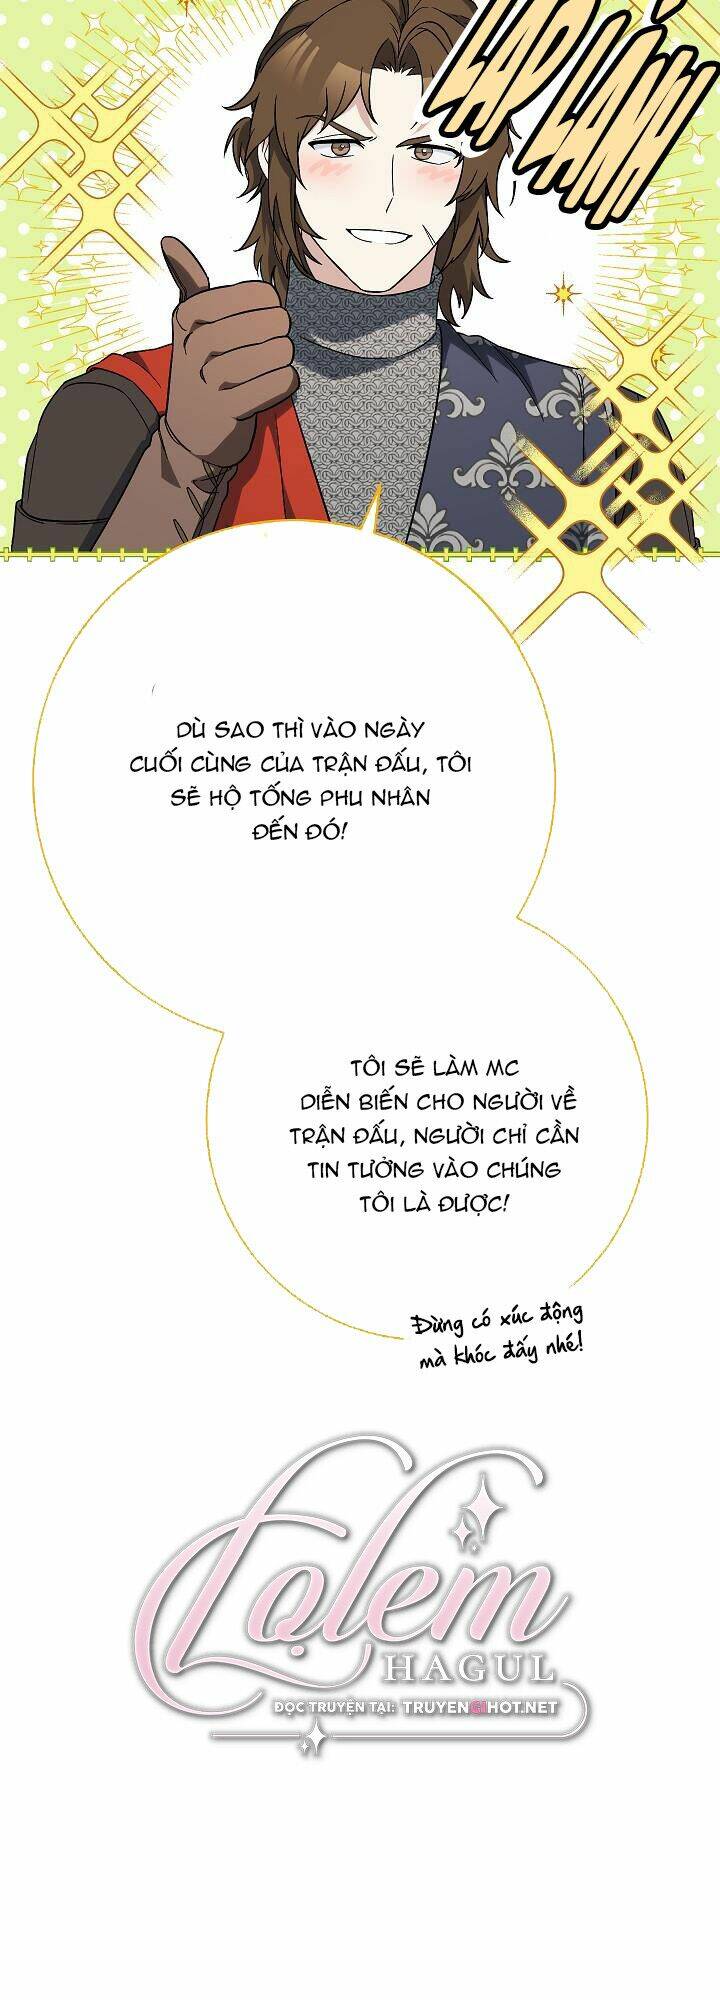 LẤP LÁNH
DÙ SAO THÌ VÀO NGÀY
CUỐI CÙNG CỦA TRẬN ĐẤU, TÔI
SẼ HỘ TỐNG PHU NHÂN
ĐẾN ĐÓ!
TÔI SẼ LÀM MC
DIỄN BIẾN CHO NGƯỜI VỀ
TRẬN ĐẤU, NGƯỜI CHỈ CẦN
TIN TƯỞNG VÀO CHÚNG
TÔI LÀ ĐƯỢC!
Đừng có xúc động
mà khóc đấy nhé!
Lọlem
HAGUL
ĐỌC TRUYỆN TẠI: TRUYENGIHOT.NET